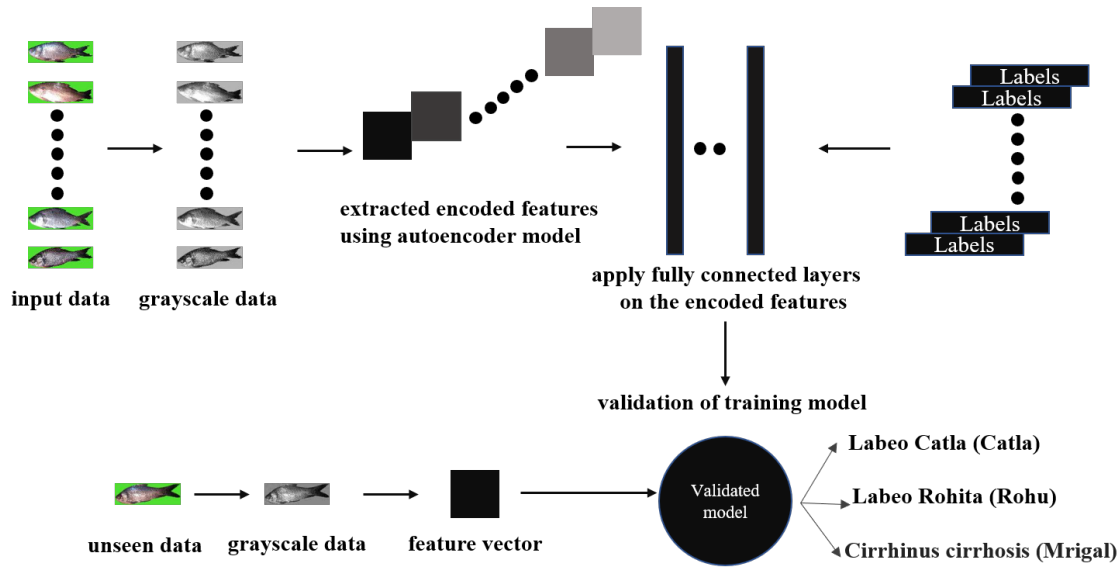 Labels
Labels
extracted encoded features
using autoencoder model
Labels
Labels
input data
grayscale data
apply fully connected layers
on the encoded features
validation of training model
Labeo Catla (Catla)
Validated
model
Labeo Rohita (Rohu)
Cirrhinus cirrhosis (Mrigal)
unseen data
grayscale data
feature vector